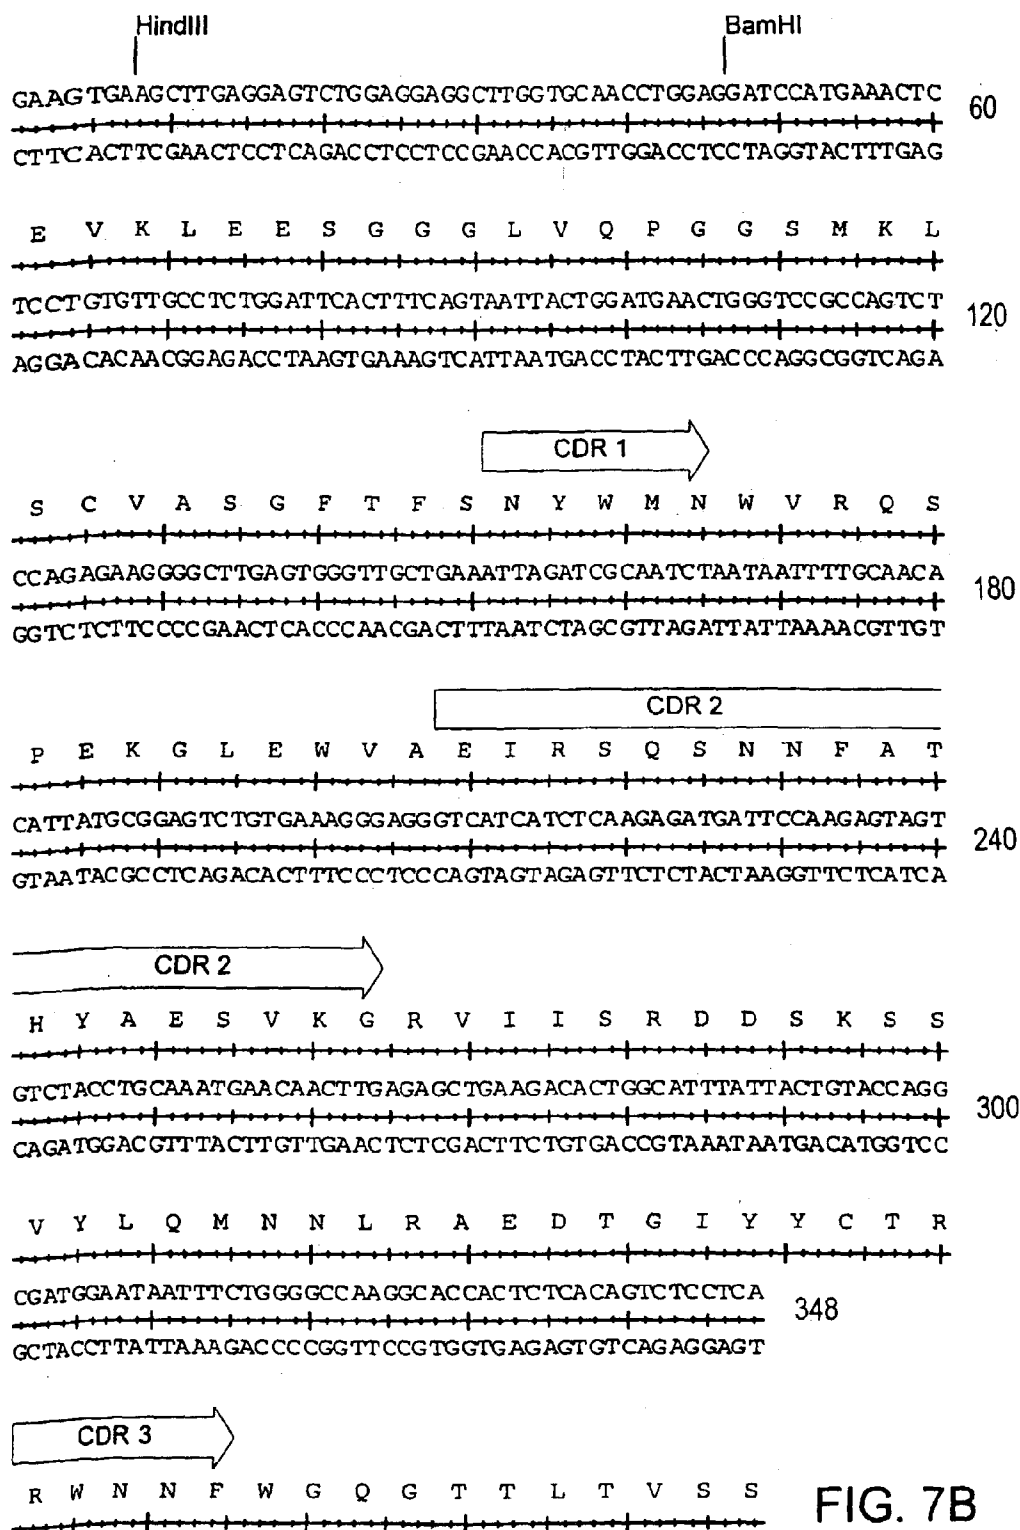 HindIII BamHI
GAAGTGAAGCTTGAGGAGTCTGGAGGAGGCTTGGTGCAACCTGGAGGATCCATGAAACTC 60
CTTCACTTCGAACTCCTCAGACCTCCTCCGAACCACGTTGGACCTCCTAGGTACTTTGAG
E V K L E E S G G G L V Q P G G S M K L
TCCTGTGTTGCCTCTGGATTCACTTTCAGTAATTACTGGATGAACTGGGTCCGCCAGTCT 120
AGGACACAACGGAGACCTAAGTGAAAGTCATTAATGACCTACTTGACCCAGGCGGTCAGA
CDR 1
S C V A S G F T F S N Y W M N W V R Q S
CCAGAGAAGGGGCTTGAGTGGGTTGCTGAAATTAGATCGCAATCTAATAATTTTGCAACA 180
GGTCTCTTCCCCGAACTCACCCAACGACTTTAATCTAGCGTTAGATTATTAAAACGTTGT
CDR 2
P E K G L E W V A E I R S Q S N N F A T
CATTATGCGGAGTCTGTGAAAGGGAGGGTCATCATCTCAAGAGATGATTCCAAGAGTAGT 240
GTAATACGCCTCAGACACTTTCCCTCCCAGTAGTAGAGTTCTCTACTAAGGTTCTCATCA
CDR 2
H Y A E S V K G R V I I S R D D S K S S
GTCTACCTGCAAATGAACAACTTGAGAGCTGAAGACACTGGCATTTATTACTGTACCAGG 300
CAGATGGACGTTTACTTGTTGAACTCTCGACTTCTGTGACCGTAAATAATGACATGGTCC
V Y L Q M N N L R A E D T G I Y Y C T R
CGATGGAATAATTTCTGGGGCCAAGGCACCACTCTCACAGTCTCCTCA 348
GCTACCTTATTAAAGACCCCGGTTCCGTGGTGAGAGTGTCAGAGGAGT
CDR 3
R W N N F W G Q G T T L T V S S
FIG. 7B